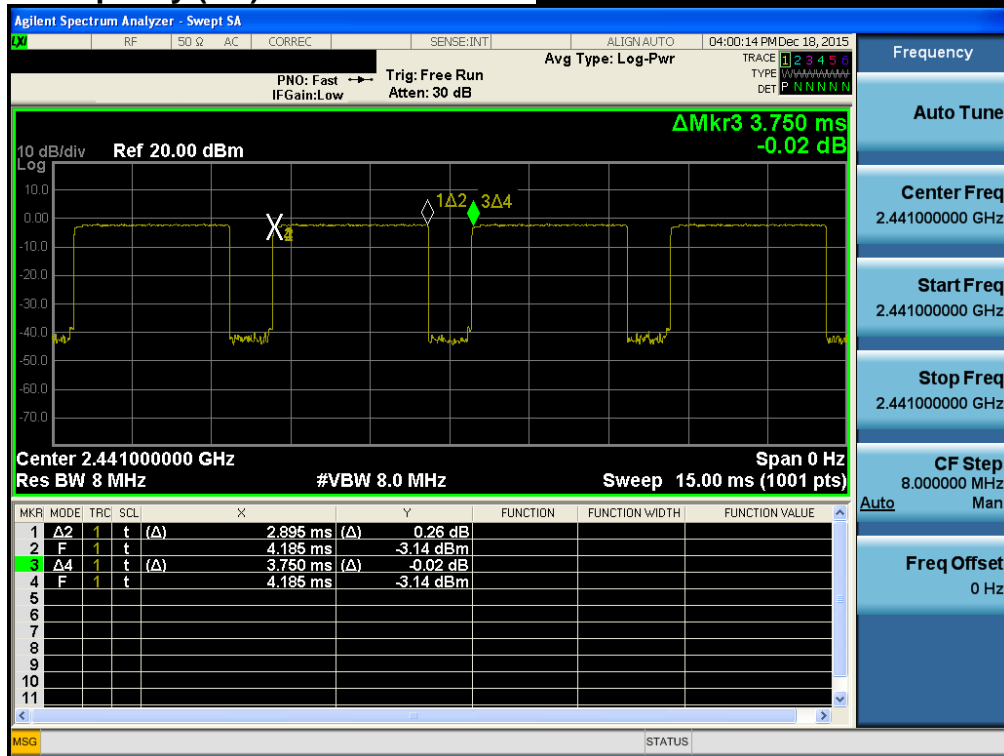 Agilent Spectrum Analyzer - Swept SA
LXI RF 50 Ω AC CORREC SENSE:INT ALIGN AUTO 04:00:14 PM Dec 18, 2015
PNO: Fast
IFGain:Low
Trig: Free Run
Atten: 30 dB
Avg Type: Log-Pwr
TRACE 1 2 3 4 5 6
TYPE
DET P N N N N N
ΔMkr3 3.750 ms
-0.02 dB
10 dB/div Ref 20.00 dBm
Log
10.0
0.00
-10.0
-20.0
-30.0
-40.0
-50.0
-60.0
-70.0
1Δ2 3Δ4
X
Center 2.441000000 GHz Span 0 Hz
Res BW 8 MHz #VBW 8.0 MHz Sweep 15.00 ms (1001 pts)
MKR MODE TRC SCL X Y FUNCTION FUNCTION WIDTH FUNCTION VALUE
1 Δ2 1 t (Δ) 2.895 ms (Δ) 0.26 dB
2 F 1 t 4.185 ms -3.14 dBm
3 Δ4 1 t (Δ) 3.750 ms (Δ) -0.02 dB
4 F 1 t 4.185 ms -3.14 dBm
5
6
7
8
9
10
11
MSG STATUS
Frequency
Auto Tune
Center Freq
2.441000000 GHz
Start Freq
2.441000000 GHz
Stop Freq
2.441000000 GHz
CF Step
8.000000 MHz
Auto Man
Freq Offset
0 Hz